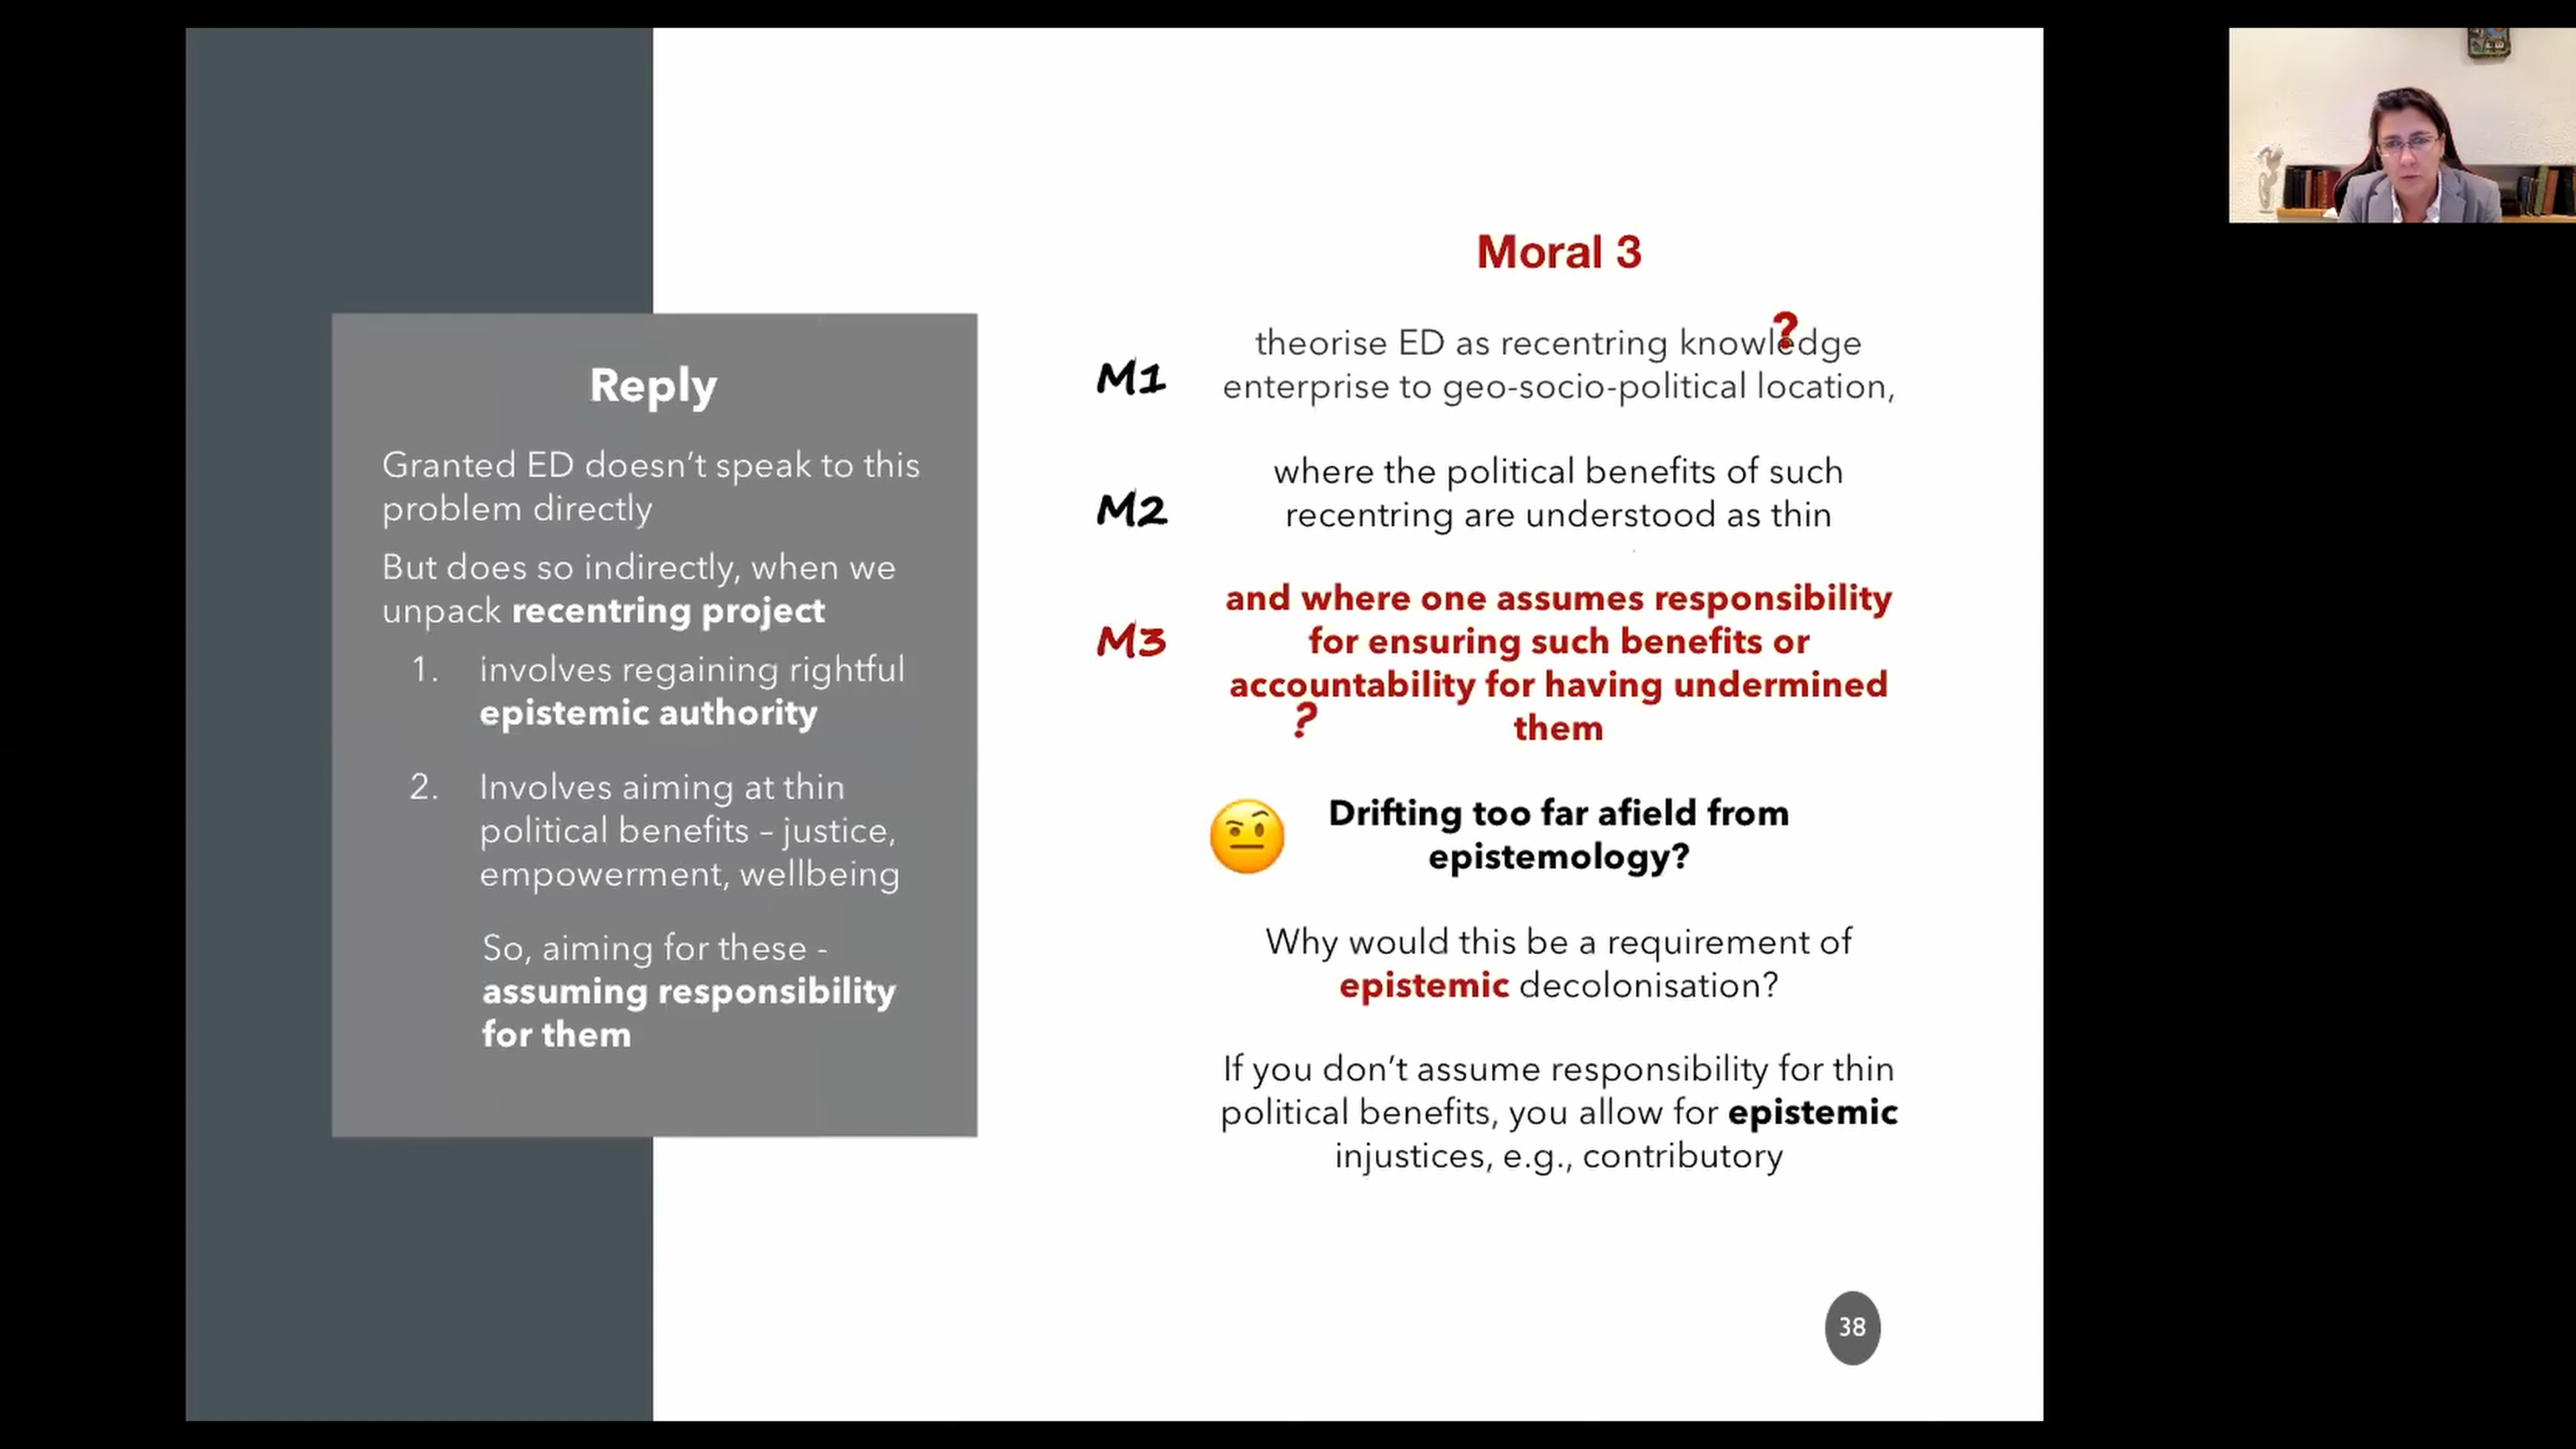 Reply
Granted ED doesn't speak to this
problem directly
But does so indirectly, when we
unpack recentring project
1. involves regaining rightful
epistemic authority
2. Involves aiming at thin
political benefits – justice,
empowerment, wellbeing
So, aiming for these -
assuming responsibility
for them
Moral 3
?
M1
theorise ED as recentring knowledge
enterprise to geo-socio-political location,
M2
where the political benefits of such
recentring are understood as thin
M3
and where one assumes responsibility
for ensuring such benefits or
accountability for having undermined
?
them
Drifting too far afield from
epistemology?
Why would this be a requirement of
epistemic decolonisation?
If you don't assume responsibility for thin
political benefits, you allow for epistemic
injustices, e.g., contributory
38